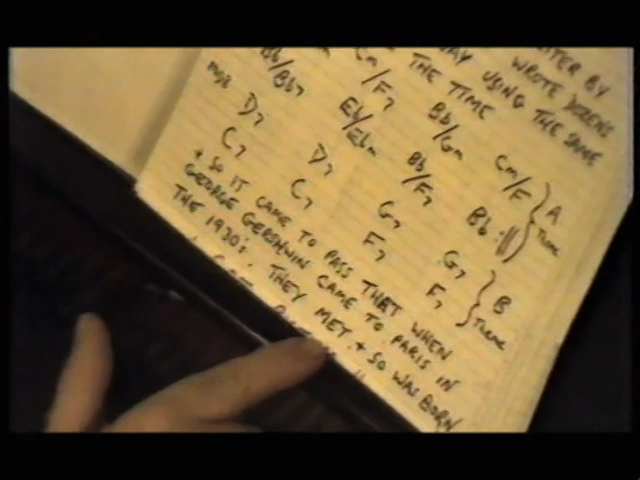 BY
WROTE DOZENS
USING THE SAME
THE TIME
Cm/F7 Bb/Gm Cm/F } A THEME
Bb/Bb7 Eb/Ebm Bb/F7 Bb
D7 D7 G7 G7 } B THEME
C7 C7 F7 F7
+ SO IT CAME TO PASS THAT WHEN
GEORGE GERSHWIN CAME TO PARIS IN
THE 1930's. THEY MET + SO WAS BORN